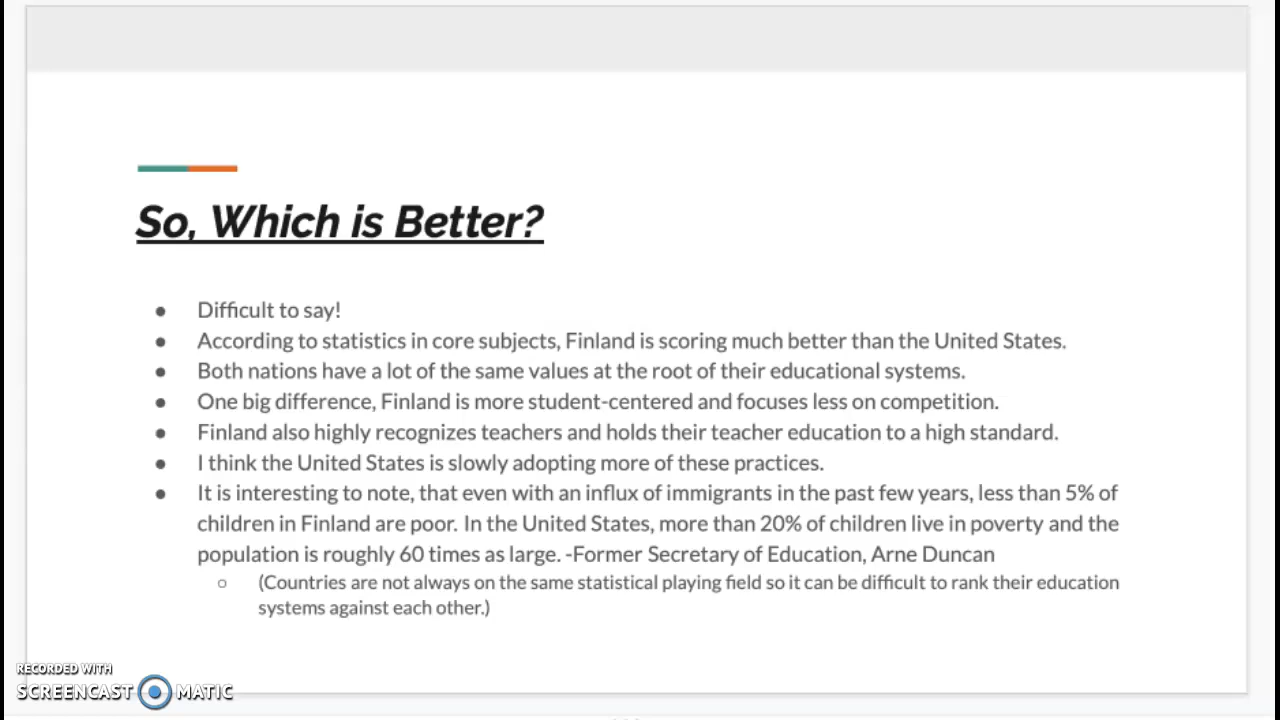 So, Which is Better?
● Difficult to say!
● According to statistics in core subjects, Finland is scoring much better than the United States.
● Both nations have a lot of the same values at the root of their educational systems.
● One big difference, Finland is more student-centered and focuses less on competition.
● Finland also highly recognizes teachers and holds their teacher education to a high standard.
● I think the United States is slowly adopting more of these practices.
● It is interesting to note, that even with an influx of immigrants in the past few years, less than 5% of
children in Finland are poor. In the United States, more than 20% of children live in poverty and the
population is roughly 60 times as large. -Former Secretary of Education, Arne Duncan
○ (Countries are not always on the same statistical playing field so it can be difficult to rank their education
systems against each other.)
RECORDED WITH
SCREENCAST MATIC